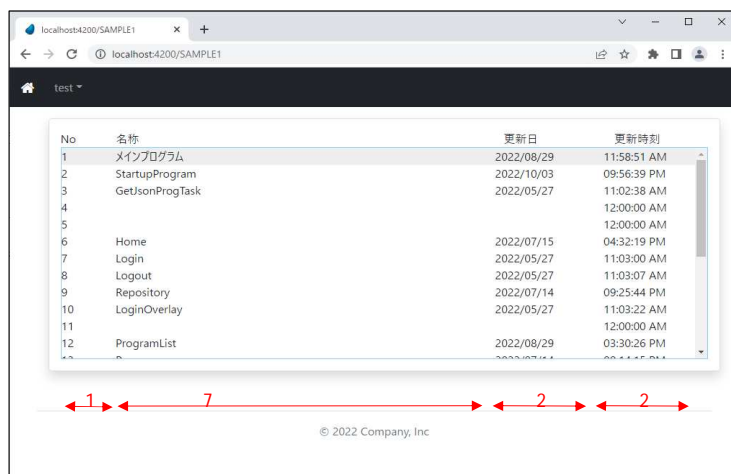 localhost:4200/SAMPLE1
localhost:4200/SAMPLE1
test
No 名称 更新日 更新時刻
1 メインプログラム 2022/08/29 11:58:51 AM
2 StartupProgram 2022/10/03 09:56:39 PM
3 GetJsonProgTask 2022/05/27 11:02:38 AM
4 12:00:00 AM
5 12:00:00 AM
6 Home 2022/07/15 04:32:19 PM
7 Login 2022/05/27 11:03:00 AM
8 Logout 2022/05/27 11:03:07 AM
9 Repository 2022/07/14 09:25:44 PM
10 LoginOverlay 2022/05/27 11:03:22 AM
11 12:00:00 AM
12 ProgramList 2022/08/29 03:30:26 PM
1 7 2 2
© 2022 Company, Inc